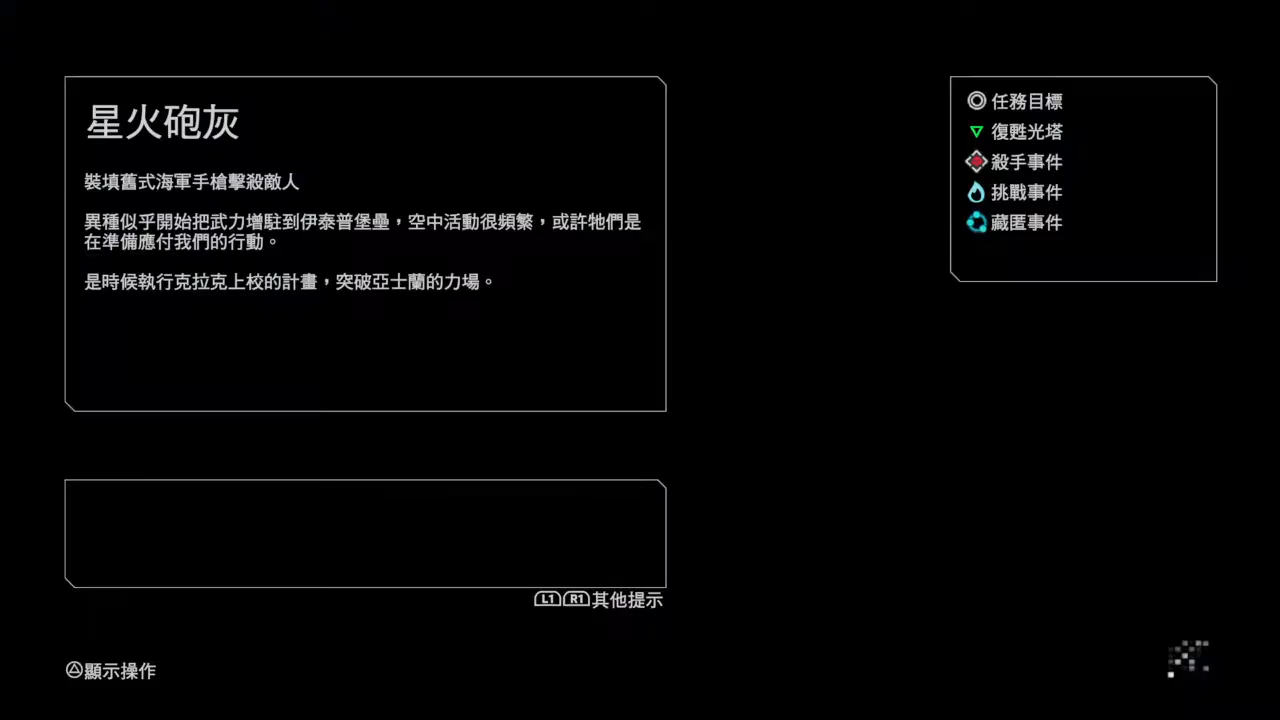 星火砲灰
裝填舊式海軍手槍擊殺敵人
異種似乎開始把武力增駐到伊泰普堡壘，空中活動很頻繁，或許牠們是
在準備應付我們的行動。
是時候執行克拉克上校的計畫，突破亞士蘭的力場。
任務目標
復甦光塔
殺手事件
挑戰事件
藏匿事件
L1 R1 其他提示
顯示操作